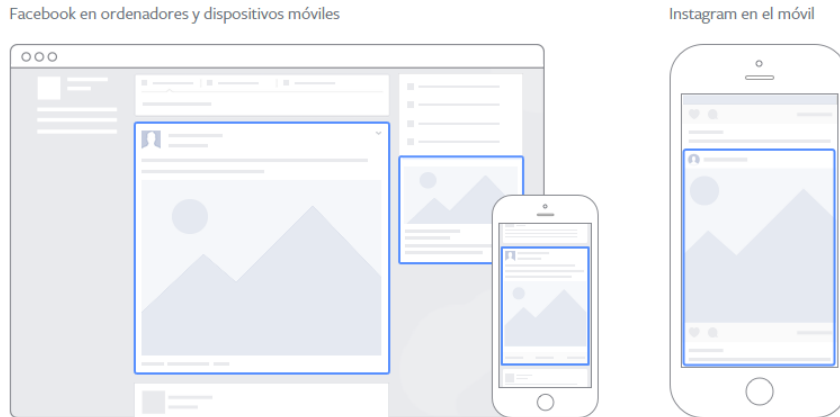 Facebook en ordenadores y dispositivos móviles
Instagram en el móvil